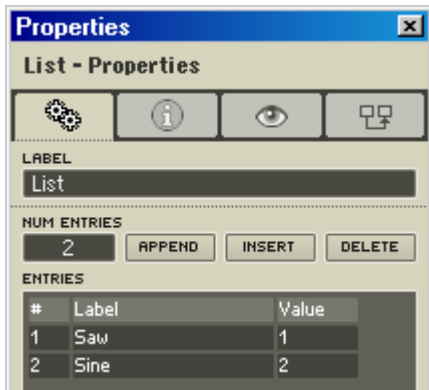 Properties
List - Properties
LABEL
List
NUM ENTRIES
2 APPEND INSERT DELETE
ENTRIES
# Label Value
1 Saw 1
2 Sine 2